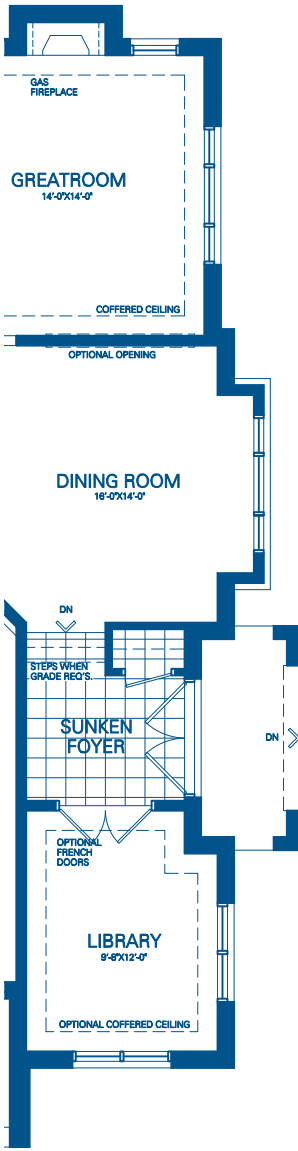 GAS
FIREPLACE
GREATROOM
14'-0"X14'-0"
COFFERED CEILING
OPTIONAL OPENING
DINING ROOM
16'-0"X14'-0"
DN
STEPS WHEN
GRADE REQ'S.
SUNKEN
FOYER
DN
OPTIONAL
FRENCH
DOORS
LIBRARY
9'-8"X12'-0"
OPTIONAL COFFERED CEILING